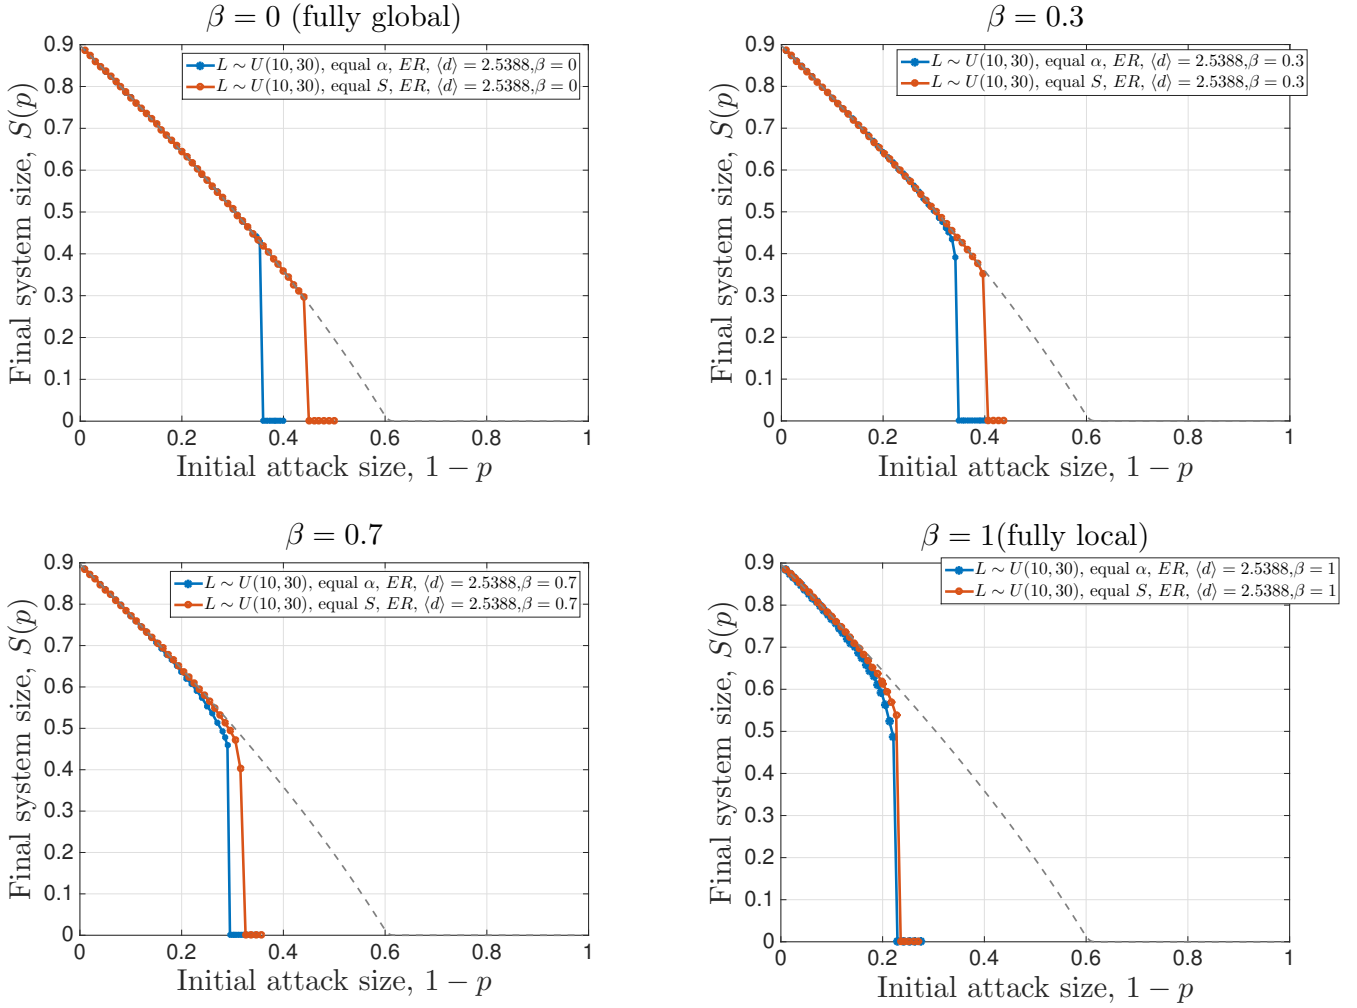 β = 0 (fully global)
L ∼ U(10, 30), equal α, ER, ⟨d⟩ = 2.5388,β = 0
L ∼ U(10, 30), equal S, ER, ⟨d⟩ = 2.5388,β = 0
Final system size, S(p)
0.9
0.8
0.7
0.6
0.5
0.4
0.3
0.2
0.1
0
0 0.2 0.4 0.6 0.8 1
Initial attack size, 1 − p
β = 0.3
L ∼ U(10, 30), equal α, ER, ⟨d⟩ = 2.5388,β = 0.3
L ∼ U(10, 30), equal S, ER, ⟨d⟩ = 2.5388,β = 0.3
Final system size, S(p)
0.9
0.8
0.7
0.6
0.5
0.4
0.3
0.2
0.1
0
0 0.2 0.4 0.6 0.8 1
Initial attack size, 1 − p
β = 0.7
L ∼ U(10, 30), equal α, ER, ⟨d⟩ = 2.5388,β = 0.7
L ∼ U(10, 30), equal S, ER, ⟨d⟩ = 2.5388,β = 0.7
Final system size, S(p)
0.9
0.8
0.7
0.6
0.5
0.4
0.3
0.2
0.1
0
0 0.2 0.4 0.6 0.8 1
Initial attack size, 1 − p
β = 1(fully local)
L ∼ U(10, 30), equal α, ER, ⟨d⟩ = 2.5388,β = 1
L ∼ U(10, 30), equal S, ER, ⟨d⟩ = 2.5388,β = 1
Final system size, S(p)
0.9
0.8
0.7
0.6
0.5
0.4
0.3
0.2
0.1
0
0 0.2 0.4 0.6 0.8 1
Initial attack size, 1 − p